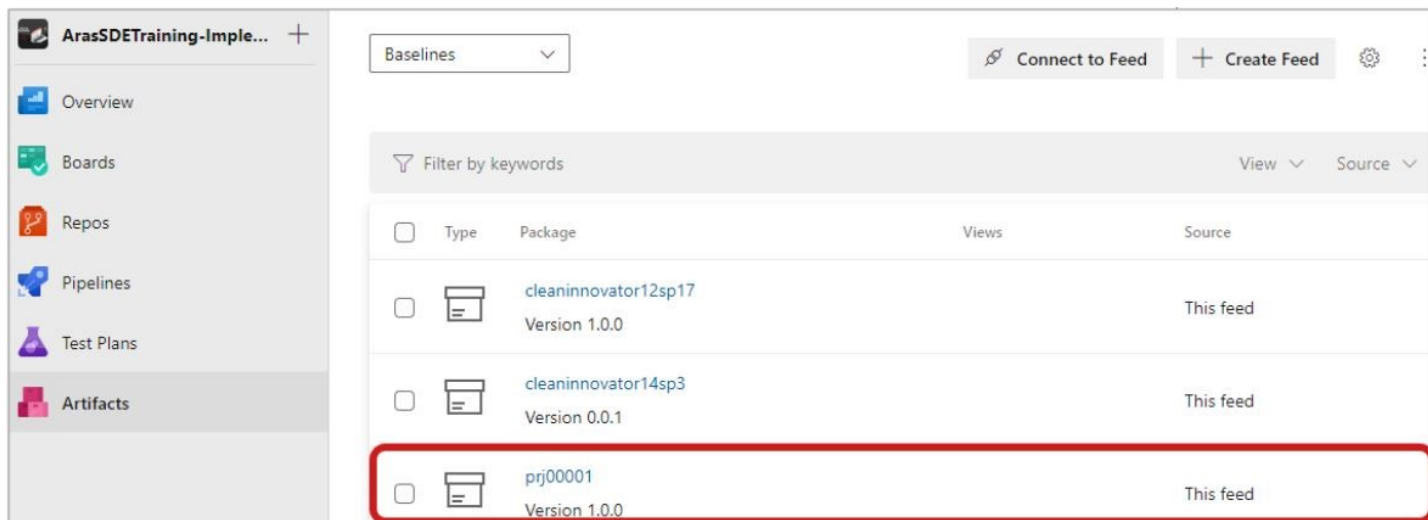 ArasSDETraining-Imple...
Overview
Boards
Repos
Pipelines
Test Plans
Artifacts
Baselines
Connect to Feed
Create Feed
Filter by keywords
View
Source
Type Package Views Source
cleaninnovator12sp17
Version 1.0.0
This feed
cleaninnovator14sp3
Version 0.0.1
This feed
prj00001
Version 1.0.0
This feed